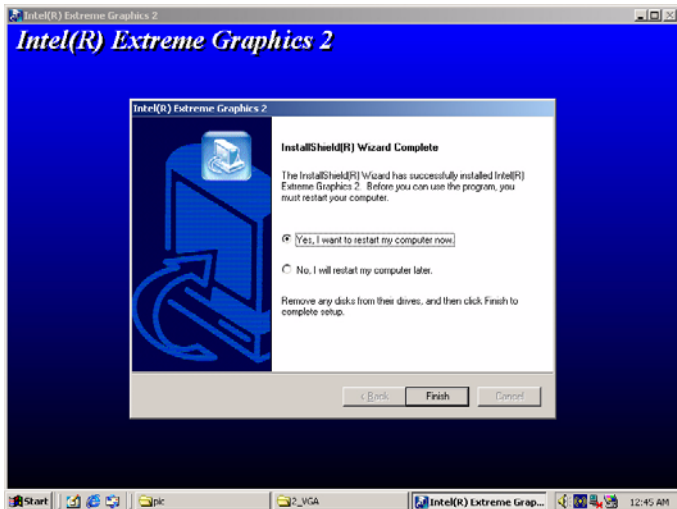 Intel(R) Extreme Graphics 2
Intel(R) Extreme Graphics 2
Intel(R) Extreme Graphics 2
InstallShield(R) Wizard Complete
The InstallShield(R) Wizard has successfully installed Intel(R)
Extreme Graphics 2. Before you can use the program, you
must restart your computer.
Yes, I want to restart my computer now.
No, I will restart my computer later.
Remove any disks from their drives, and then click Finish to
complete setup.
< Back Finish Cancel
Start pic 2_VGA Intel(R) Extreme Grap... 12:45 AM